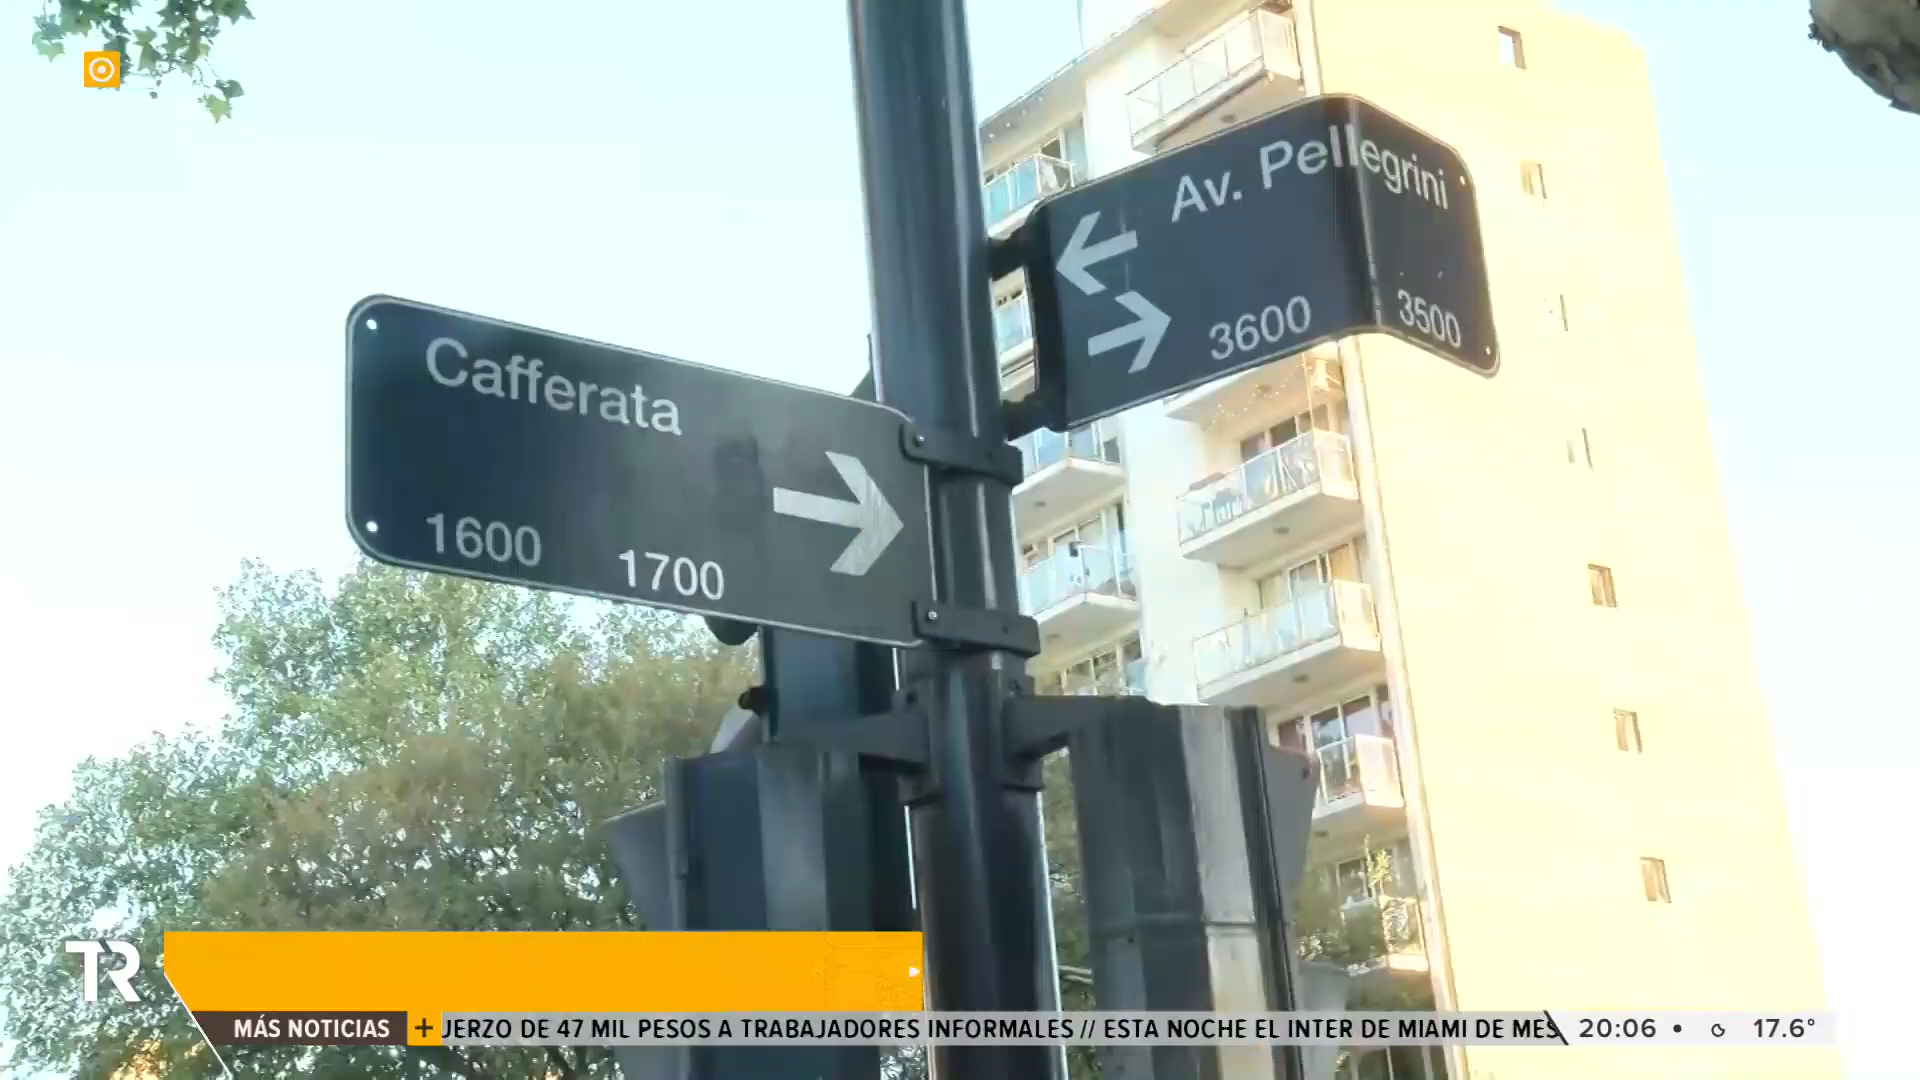 Av. Pellegrini
3600 3500
Cafferata
1600 1700
TR
MÁS NOTICIAS + UERZO DE 47 MIL PESOS A TRABAJADORES INFORMALES // ESTA NOCHE EL INTER DE MIAMI DE MES 20:06 • 17.6°